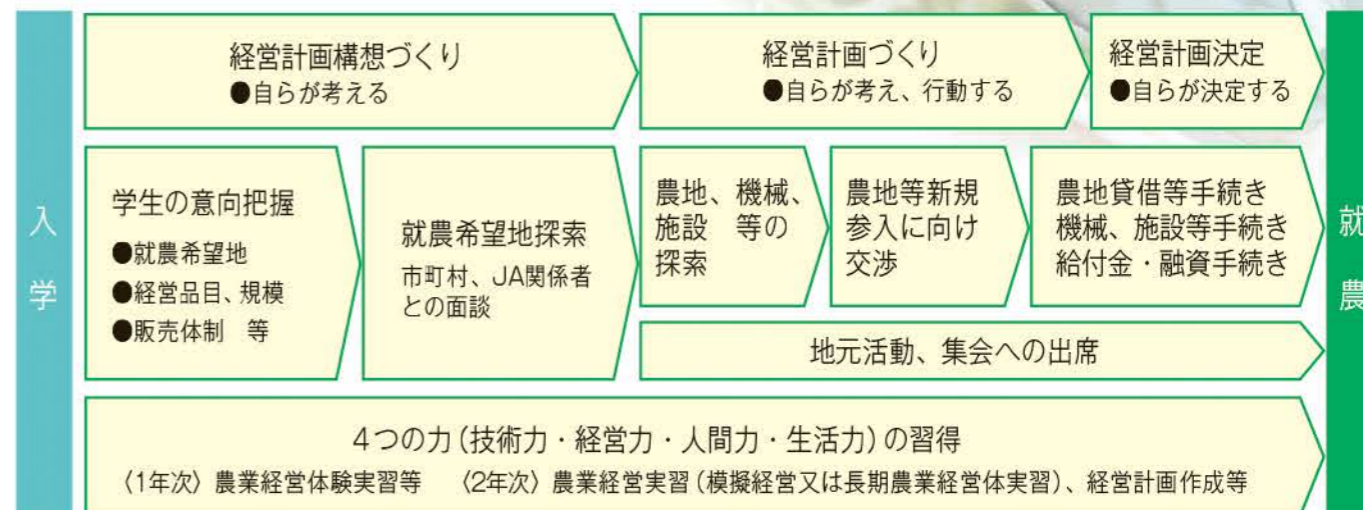 入学
経営計画構想づくり
●自らが考える
経営計画づくり
●自らが考え、行動する
経営計画決定
●自らが決定する
学生の意向把握
●就農希望地
●経営品目、規模
●販売体制　等
就農希望地探索
市町村、JA関係者
との面談
農地、機械、
施設　等の
探索
農地等新規
参入に向け
交渉
農地貸借等手続き
機械、施設等手続き
給付金・融資手続き
地元活動、集会への出席
4つの力（技術力・経営力・人間力・生活力）の習得
〈1年次〉農業経営体験実習等　〈2年次〉農業経営実習（模擬経営又は長期農業経営体実習）、経営計画作成等
就農